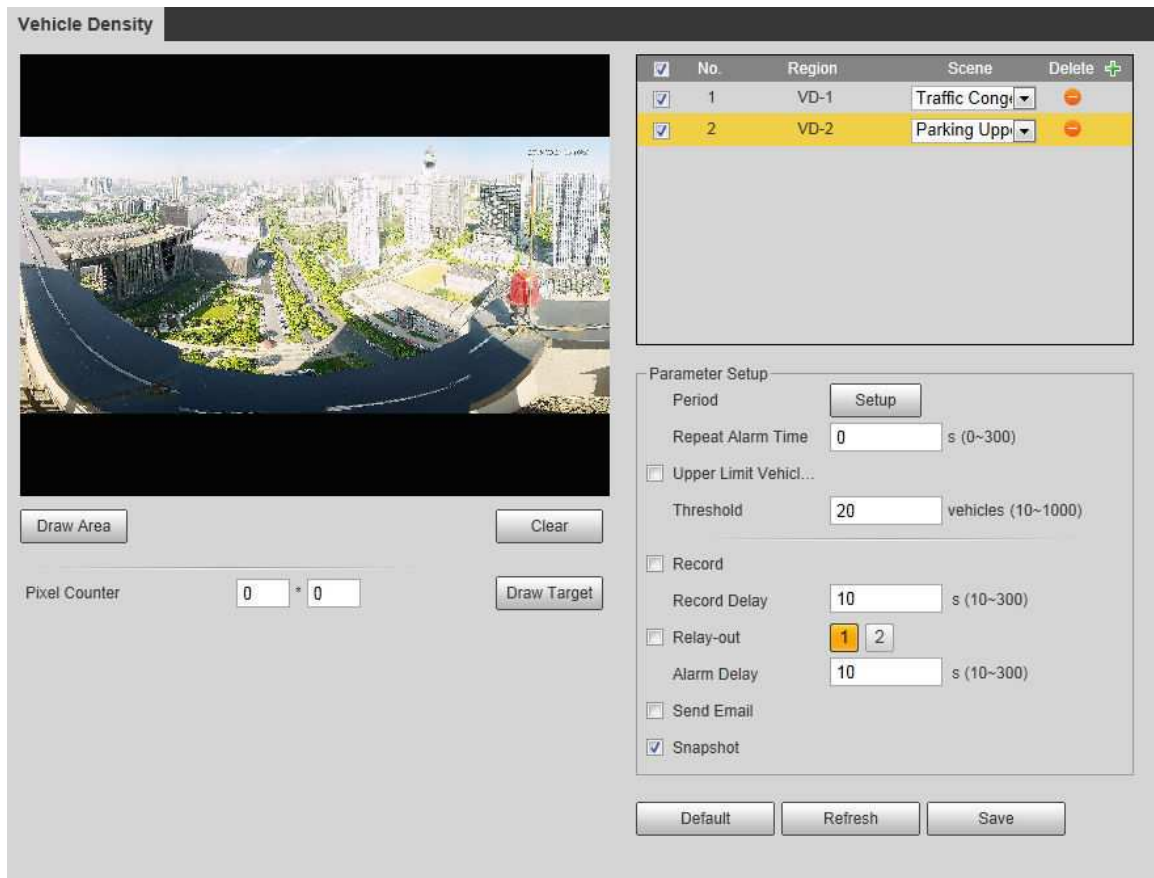 Vehicle Density
No. Region Scene Delete
1 VD-1 Traffic Cong
2 VD-2 Parking Upp
Parameter Setup
Period Setup
Repeat Alarm Time 0 s (0~300)
Upper Limit Vehicl...
Threshold 20 vehicles (10~1000)
Draw Area Clear
Record
Pixel Counter 0 * 0 Draw Target
Record Delay 10 s (10~300)
Relay-out 1 2
Alarm Delay 10 s (10~300)
Send Email
Snapshot
Default Refresh Save